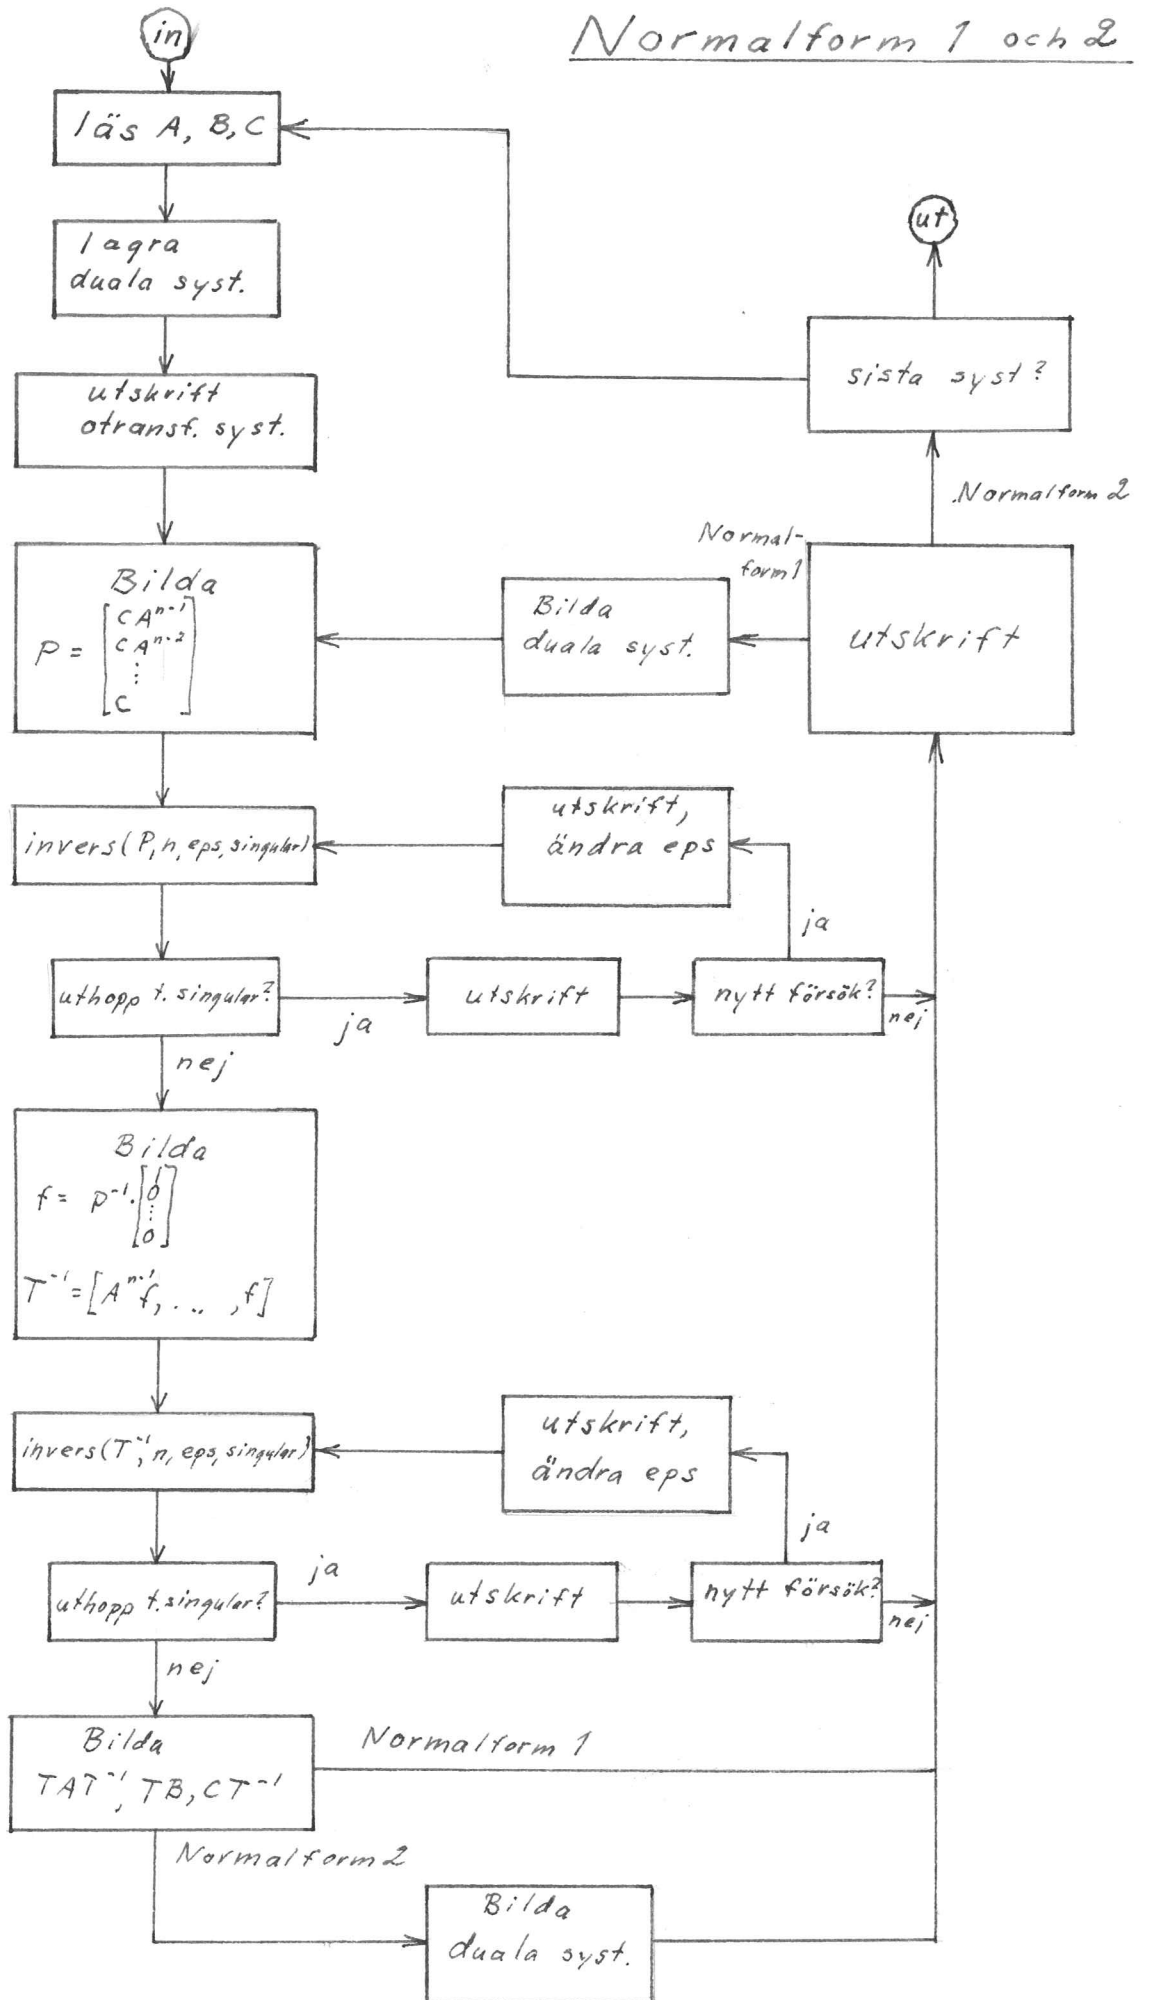 Normalform 1 och 2
in
läs A, B, C
lagra
duala syst.
utskrift
otransf. syst.
ut
sista syst?
Normalform 2
Normal-
form 1
utskrift
Bilda
duala syst.
Bilda
P = [CA^{n-1}
CA^{n-2}
⋮
C]
invers(P, n, eps, singular)
utskrift,
ändra eps
ja
uthopp t. singular?
ja
utskrift
nytt försök?
nej
nej
Bilda
f = P^{-1}·[1
0
⋮
0]
T^{-1} = [A^{n-1}f, ... , f]
invers(T^{-1}, n, eps, singular)
utskrift,
ändra eps
ja
uthopp t. singular?
ja
utskrift
nytt försök?
nej
nej
Bilda
TAT^{-1}, TB, CT^{-1}
Normalform 1
Normalform 2
Bilda
duala syst.